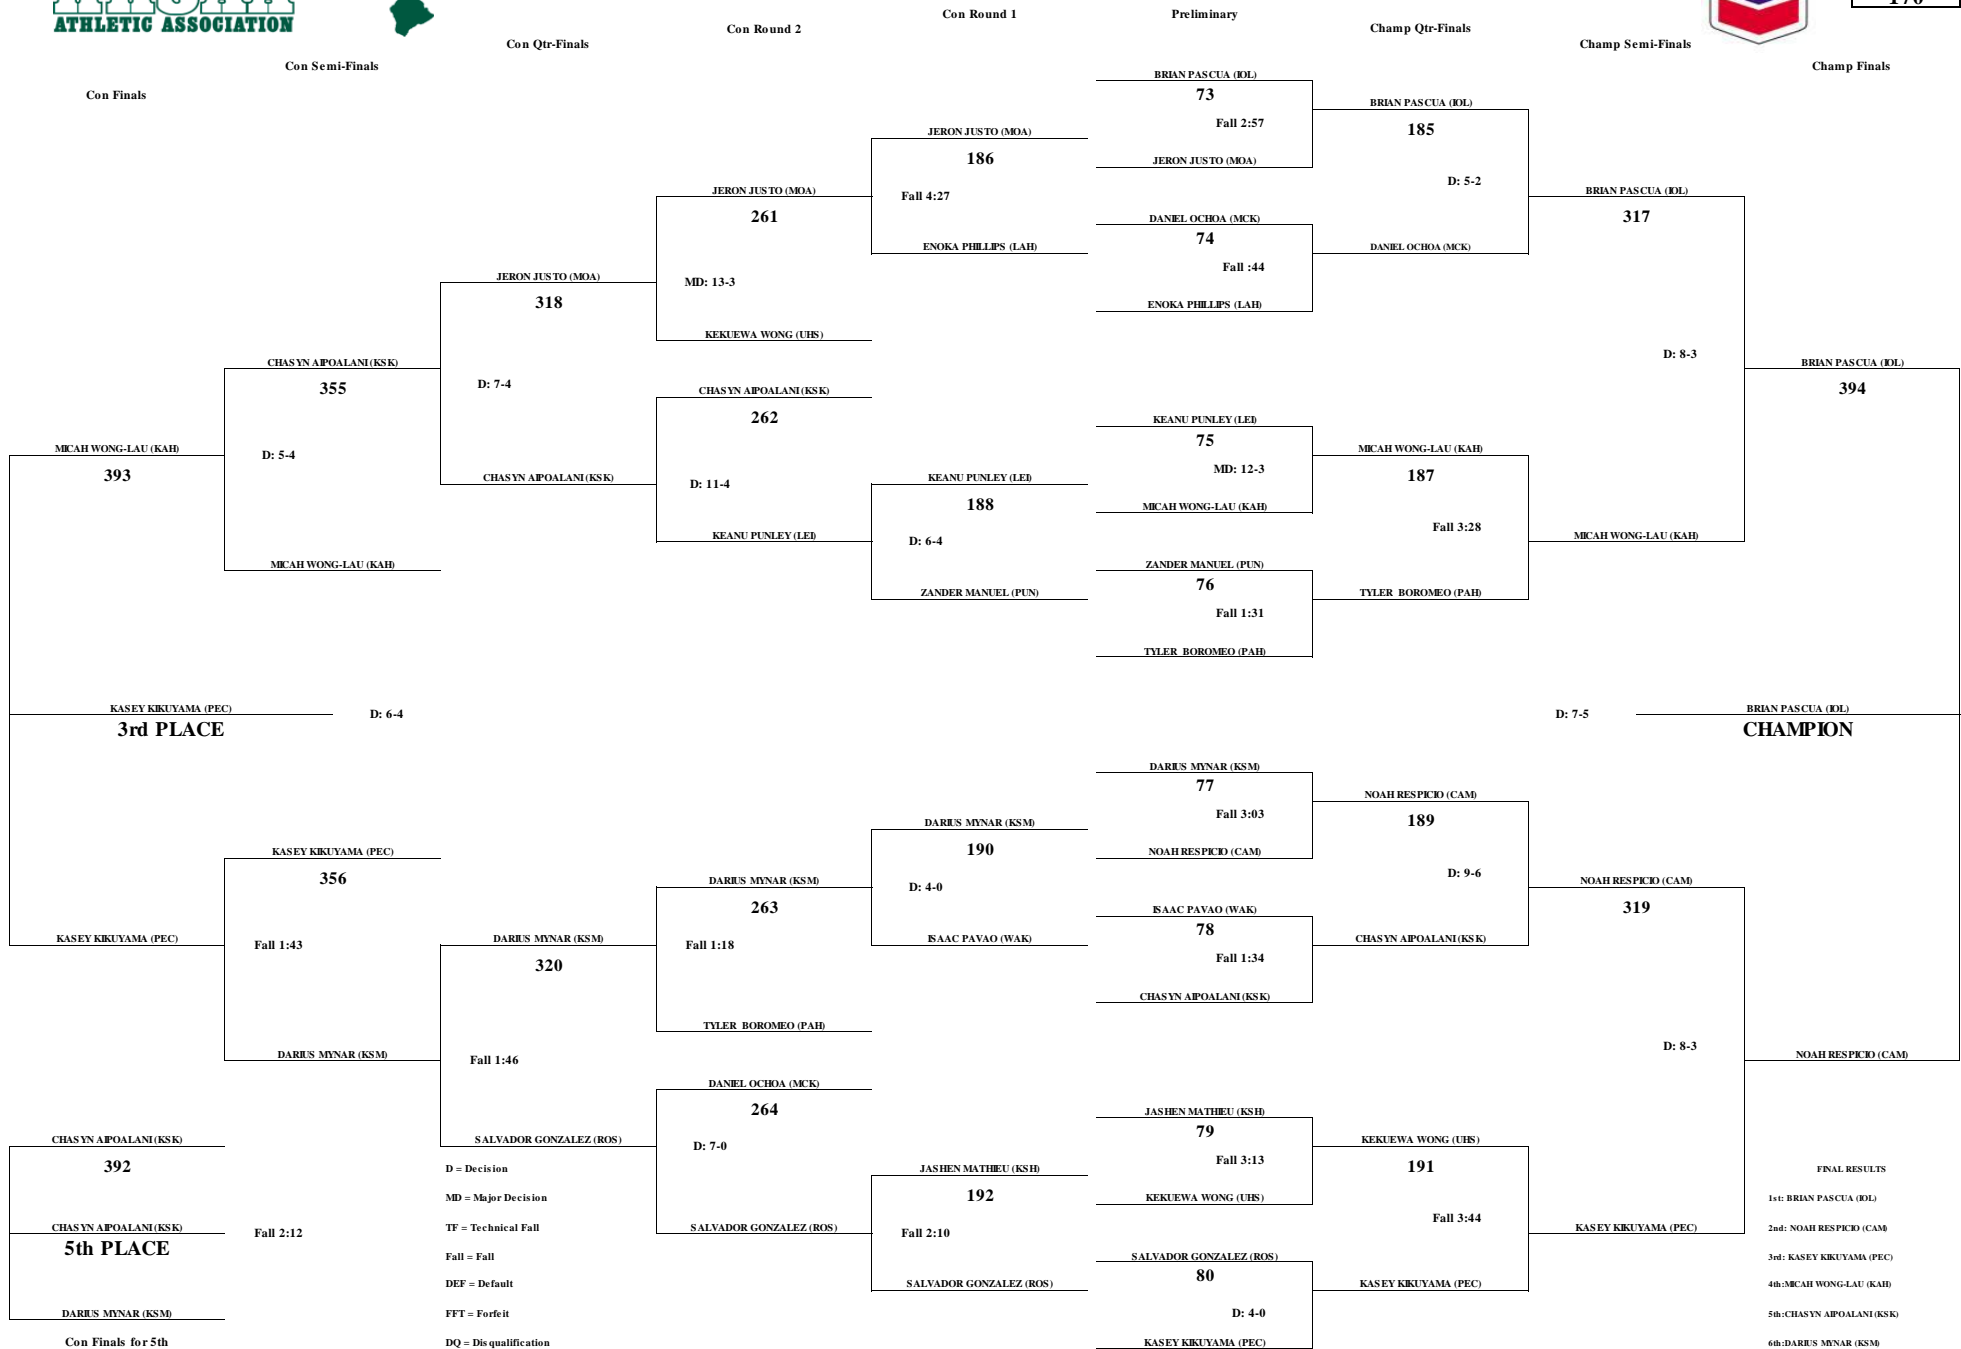 ATHLETIC ASSOCIATION
Con Finals
Con Semi-Finals
Con Qtr-Finals
Con Round 2
Con Round 1
Preliminary
Champ Qtr-Finals
Champ Semi-Finals
Champ Finals
BRIAN PASCUA (IOL)
73
Fall 2:57
JERON JUSTO (MOA)
DANIEL OCHOA (MCK)
74
Fall :44
ENOKA PHILLIPS (LAH)
KEANU PUNLEY (LEI)
75
MD: 12-3
MICAH WONG-LAU (KAH)
ZANDER MANUEL (PUN)
76
Fall 1:31
TYLER BOROMEO (PAH)
DARIUS MYNAR (KSM)
77
Fall 3:03
NOAH RESPICIO (CAM)
ISAAC PAVAO (WAK)
78
Fall 1:34
CHASYN AIPOALANI (KSK)
JASHEN MATHIEU (KSH)
79
Fall 3:13
KEKUEWA WONG (UHS)
SALVADOR GONZALEZ (ROS)
80
D: 4-0
KASEY KIKUYAMA (PEC)
BRIAN PASCUA (IOL)
185
D: 5-2
DANIEL OCHOA (MCK)
MICAH WONG-LAU (KAH)
187
Fall 3:28
TYLER BOROMEO (PAH)
NOAH RESPICIO (CAM)
189
D: 9-6
CHASYN AIPOALANI (KSK)
KEKUEWA WONG (UHS)
191
Fall 3:44
KASEY KIKUYAMA (PEC)
BRIAN PASCUA (IOL)
317
D: 8-3
MICAH WONG-LAU (KAH)
NOAH RESPICIO (CAM)
319
D: 8-3
KASEY KIKUYAMA (PEC)
BRIAN PASCUA (IOL)
394
D: 7-5
BRIAN PASCUA (IOL)
CHAMPION
NOAH RESPICIO (CAM)
JERON JUSTO (MOA)
186
Fall 4:27
ENOKA PHILLIPS (LAH)
KEANU PUNLEY (LEI)
188
D: 6-4
ZANDER MANUEL (PUN)
DARIUS MYNAR (KSM)
190
D: 4-0
ISAAC PAVAO (WAK)
JASHEN MATHIEU (KSH)
192
Fall 2:10
SALVADOR GONZALEZ (ROS)
JERON JUSTO (MOA)
261
MD: 13-3
KEKUEWA WONG (UHS)
CHASYN AIPOALANI (KSK)
262
D: 11-4
KEANU PUNLEY (LEI)
DARIUS MYNAR (KSM)
263
Fall 1:18
TYLER BOROMEO (PAH)
DANIEL OCHOA (MCK)
264
D: 7-0
SALVADOR GONZALEZ (ROS)
JERON JUSTO (MOA)
318
D: 7-4
CHASYN AIPOALANI (KSK)
DARIUS MYNAR (KSM)
320
Fall 1:46
SALVADOR GONZALEZ (ROS)
CHASYN AIPOALANI (KSK)
355
D: 5-4
MICAH WONG-LAU (KAH)
KASEY KIKUYAMA (PEC)
356
Fall 1:43
DARIUS MYNAR (KSM)
MICAH WONG-LAU (KAH)
393
KASEY KIKUYAMA (PEC)
3rd PLACE
D: 6-4
KASEY KIKUYAMA (PEC)
CHASYN AIPOALANI (KSK)
392
CHASYN AIPOALANI (KSK)
5th PLACE
Fall 2:12
DARIUS MYNAR (KSM)
Con Finals for 5th
D = Decision
MD = Major Decision
TF = Technical Fall
Fall = Fall
DEF = Default
FFT = Forfeit
DQ = Disqualification
FINAL RESULTS
1st: BRIAN PASCUA (IOL)
2nd: NOAH RESPICIO (CAM)
3rd: KASEY KIKUYAMA (PEC)
4th:MICAH WONG-LAU (KAH)
5th:CHASYN AIPOALANI (KSK)
6th:DARIUS MYNAR (KSM)